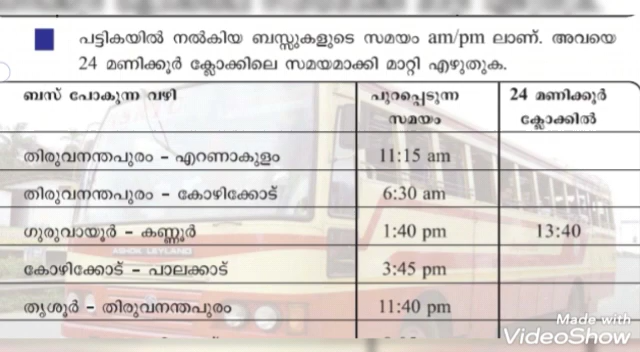 പട്ടികയിൽ നൽകിയ ബസ്സുകളുടെ സമയം am/pm ലാണ്. അവയെ
24 മണിക്കൂർ ക്ലോക്കിലെ സമയമാക്കി മാറ്റി എഴുതുക.
ബസ് പോകുന്ന വഴി പുറപ്പെടുന്ന സമയം 24 മണിക്കൂർ ക്ലോക്കിൽ
തിരുവനന്തപുരം – എറണാകുളം 11:15 am
തിരുവനന്തപുരം – കോഴിക്കോട് 6:30 am
ഗുരുവായൂർ – കണ്ണൂർ 1:40 pm 13:40
കോഴിക്കോട് – പാലക്കാട് 3:45 pm
തൃശൂർ – തിരുവനന്തപുരം 11:40 pm
ASHOK LEYLAND
Made with
VideoShow